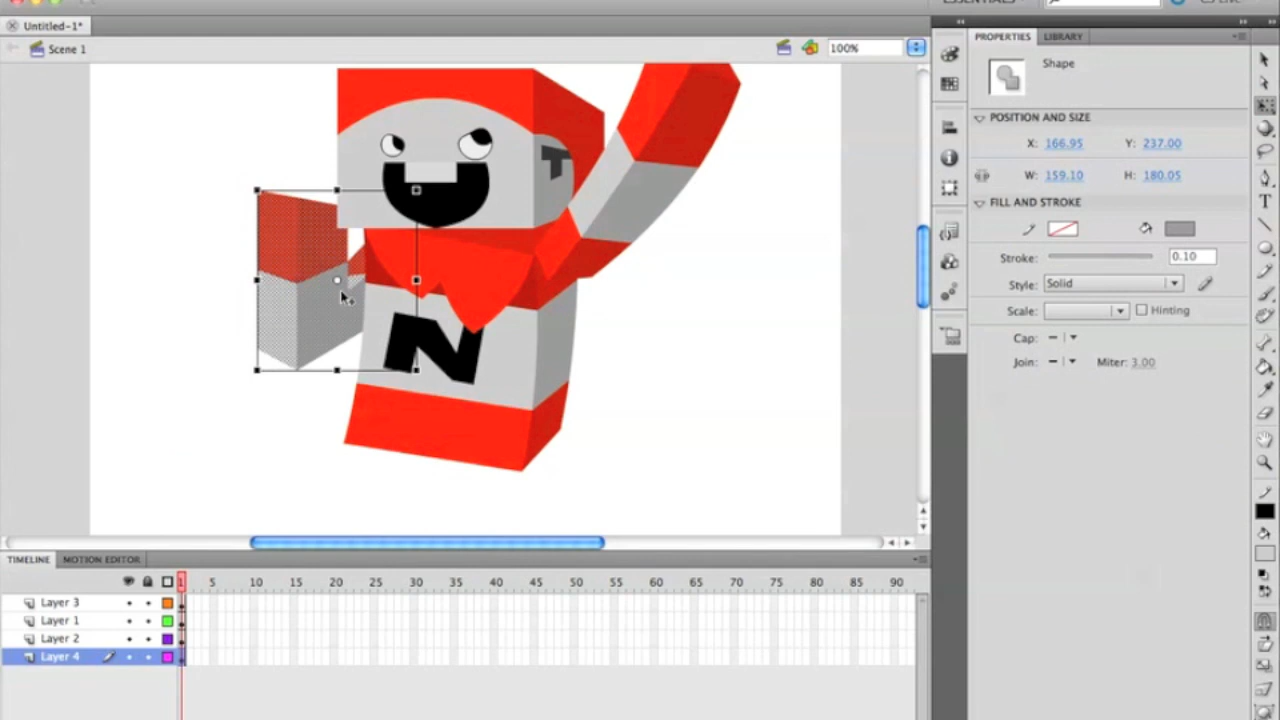 Untitled-1*
Scene 1
100%
T
N
PROPERTIES LIBRARY
Shape
POSITION AND SIZE
X: 166.95 Y: 237.00
W: 159.10 H: 180.05
FILL AND STROKE
Stroke: 0.10
Style: Solid
Scale: Hinting
Cap:
Join: Miter: 3.00
TIMELINE MOTION EDITOR
1 5 10 15 20 25 30 35 40 45 50 55 60 65 70 75 80 85 90
Layer 3
Layer 1
Layer 2
Layer 4